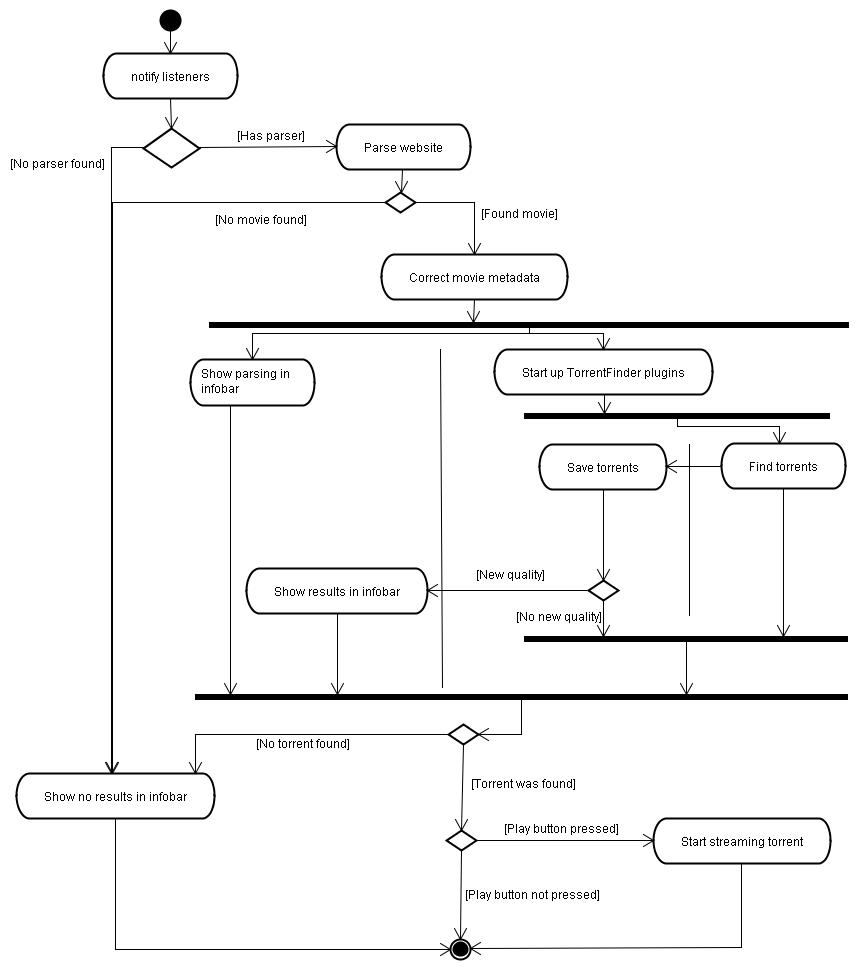 notify listeners
[Has parser]
[No parser found]
Parse website
[No movie found]
[Found movie]
Correct movie metadata
Show parsing in
infobar
Start up TorrentFinder plugins
Save torrents
Find torrents
[New quality]
Show results in infobar
[No new quality]
[No torrent found]
[Torrent was found]
Show no results in infobar
[Play button pressed]
Start streaming torrent
[Play button not pressed]